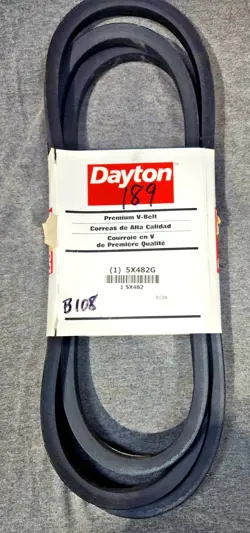 Dayton
189
Premium V-Belt
Correas de Alta Calidad
Courroie en V
de Première Qualité
(1) 5X482G
1 5X482
B108